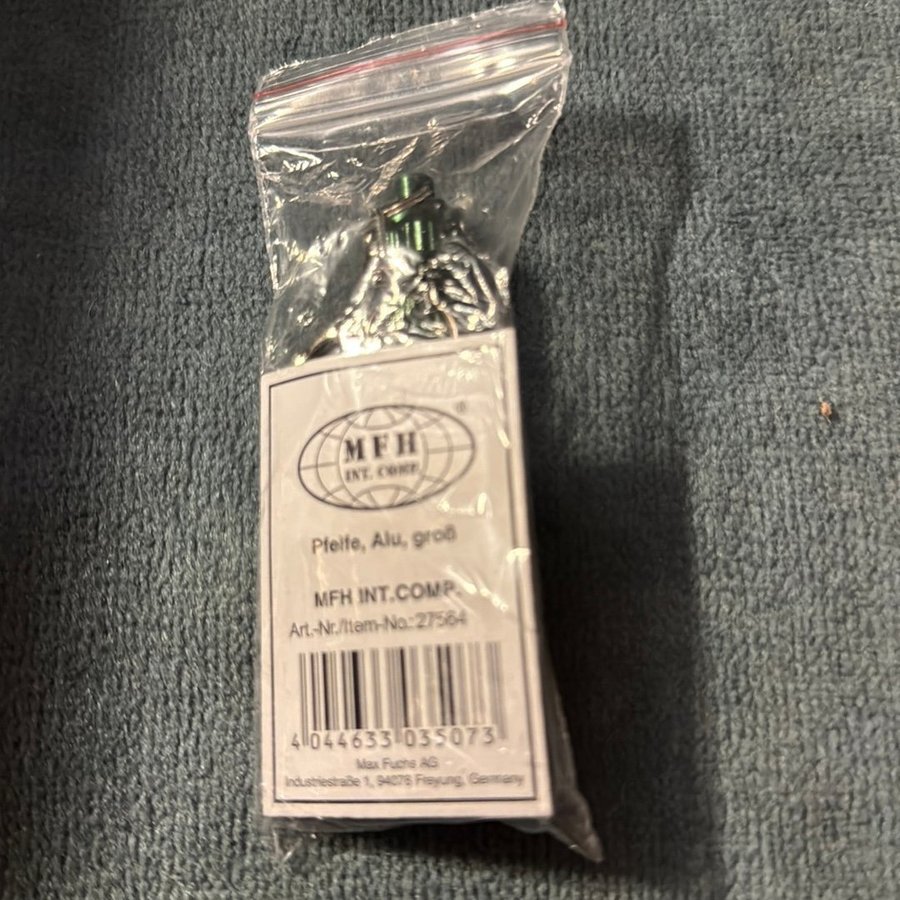 MFH
INT. COMP.
®
Pfeife, Alu, groß
MFH INT.COMP.
Art.-Nr./Item-No.: 27564
4 044633 035073
Max Fuchs AG
Industriestraße 1, 94078 Freyung, Germany